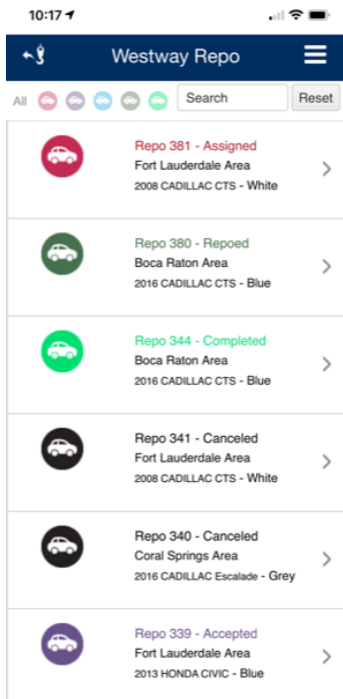 10:17
Westway Repo
All Search Reset
Repo 381 - Assigned
Fort Lauderdale Area
2008 CADILLAC CTS - White
Repo 380 - Repoed
Boca Raton Area
2016 CADILLAC CTS - Blue
Repo 344 - Completed
Boca Raton Area
2016 CADILLAC CTS - Blue
Repo 341 - Canceled
Fort Lauderdale Area
2008 CADILLAC CTS - White
Repo 340 - Canceled
Coral Springs Area
2016 CADILLAC Escalade - Grey
Repo 339 - Accepted
Fort Lauderdale Area
2013 HONDA CIVIC - Blue